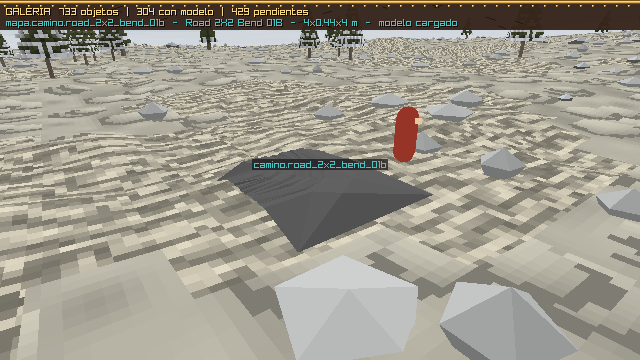 GALERIA 733 objetos | 304 con modelo | 429 pendientes
mapa.camino.road_2x2_bend_01b - Road 2X2 Bend 01B - 4x0.44x4 m - modelo cargado
camino.road_2x2_bend_01b